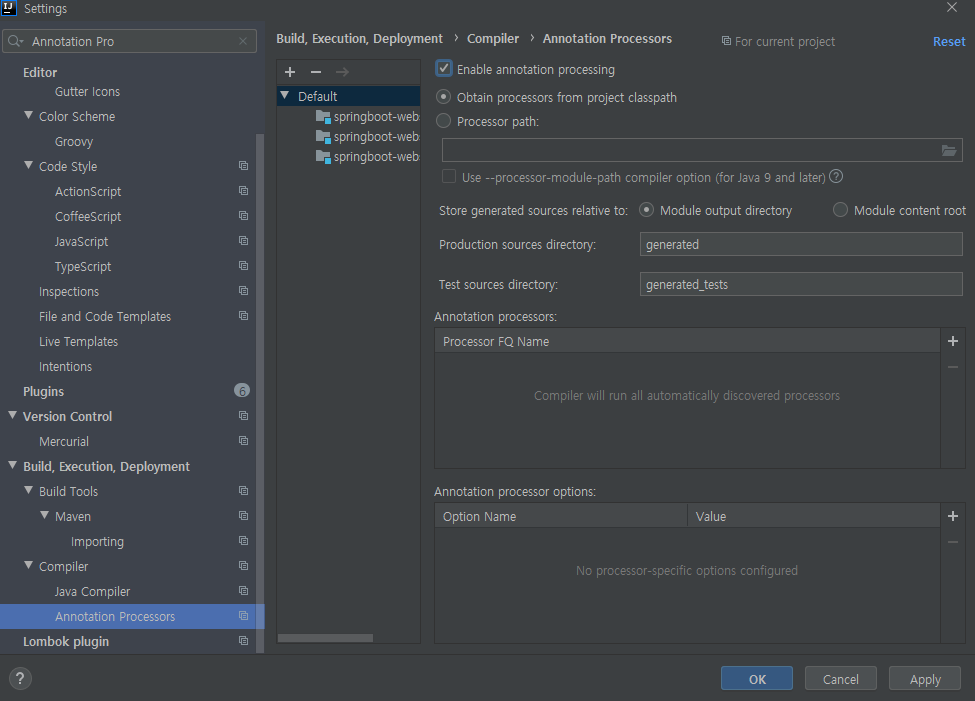 IJ
Settings
Annotation Pro
Editor
Gutter Icons
Color Scheme
Groovy
Code Style
ActionScript
CoffeeScript
JavaScript
TypeScript
Inspections
File and Code Templates
Live Templates
Intentions
Plugins 6
Version Control
Mercurial
Build, Execution, Deployment
Build Tools
Maven
Importing
Compiler
Java Compiler
Annotation Processors
Lombok plugin
Build, Execution, Deployment › Compiler › Annotation Processors
For current project
Reset
Default
springboot-webs
springboot-webs
springboot-webs
Enable annotation processing
Obtain processors from project classpath
Processor path:
Use --processor-module-path compiler option (for Java 9 and later) ?
Store generated sources relative to: Module output directory Module content root
Production sources directory: generated
Test sources directory: generated_tests
Annotation processors:
Processor FQ Name
Compiler will run all automatically discovered processors
Annotation processor options:
Option Name Value
No processor-specific options configured
? OK Cancel Apply